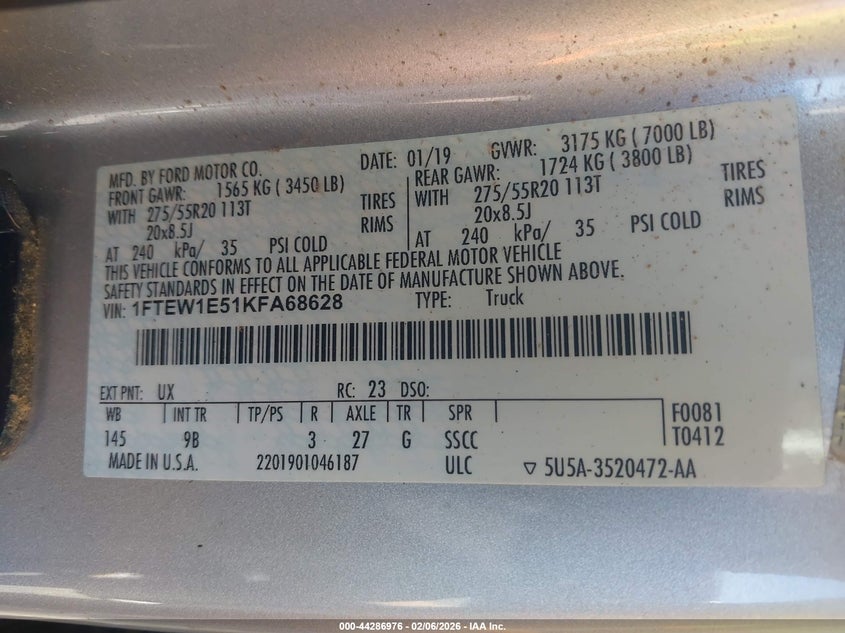 MFD. BY FORD MOTOR CO. DATE: 01/19 GVWR: 3175 KG ( 7000 LB)
FRONT GAWR: 1565 KG ( 3450 LB) REAR GAWR: 1724 KG ( 3800 LB)
WITH 275/55R20 113T TIRES WITH 275/55R20 113T TIRES
20x8.5J RIMS 20x8.5J RIMS
AT 240 kPa/ 35 PSI COLD AT 240 kPa/ 35 PSI COLD
THIS VEHICLE CONFORMS TO ALL APPLICABLE FEDERAL MOTOR VEHICLE
SAFETY STANDARDS IN EFFECT ON THE DATE OF MANUFACTURE SHOWN ABOVE.
VIN: 1FTEW1E51KFA68628 TYPE: Truck
EXT PNT: UX RC: 23 DSO:
WB INT TR TP/PS R AXLE TR SPR F0081
145 9B 3 27 G SSCC T0412
MADE IN U.S.A. 2201901046187 ULC ▽ 5U5A-3520472-AA
000-44286976 - 02/06/2026 - IAA Inc.